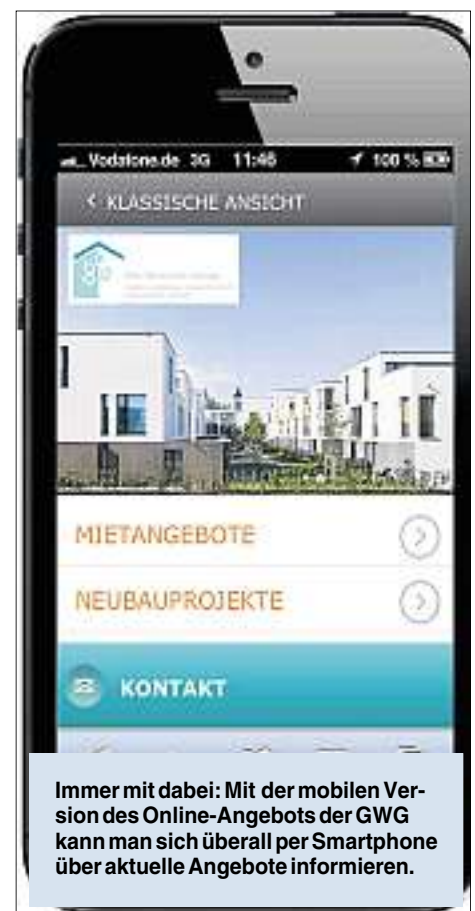 Vodafone.de 3G 11:46 100 %
KLASSISCHE ANSICHT
MIETANGEBOTE
NEUBAUPROJEKTE
KONTAKT
Immer mit dabei: Mit der mobilen Ver-
sion des Online-Angebots der GWG
kann man sich überall per Smartphone
über aktuelle Angebote informieren.